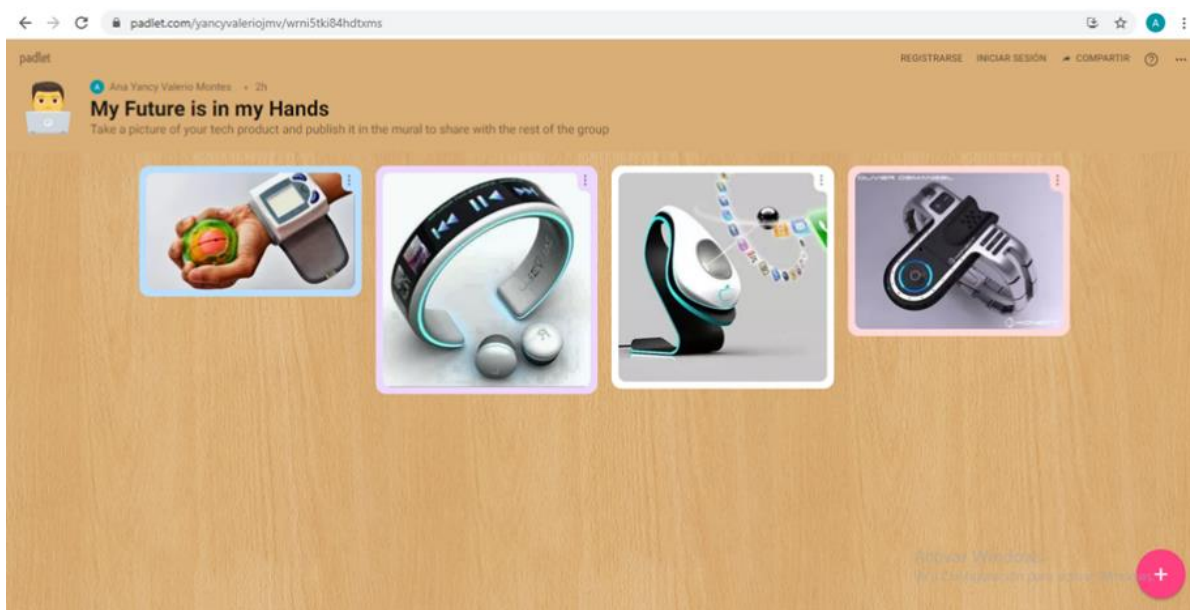 padlet.com/yancyvaleriojmv/wrni5tki84hdtxms
A
padlet
REGISTRARSE INICIAR SESIÓN COMPARTIR
A Ana Yancy Valerio Montes • 2h
My Future is in my Hands
Take a picture of your tech product and publish it in the mural to share with the rest of the group
OLIVIER DEMANGEL
Activar Windows